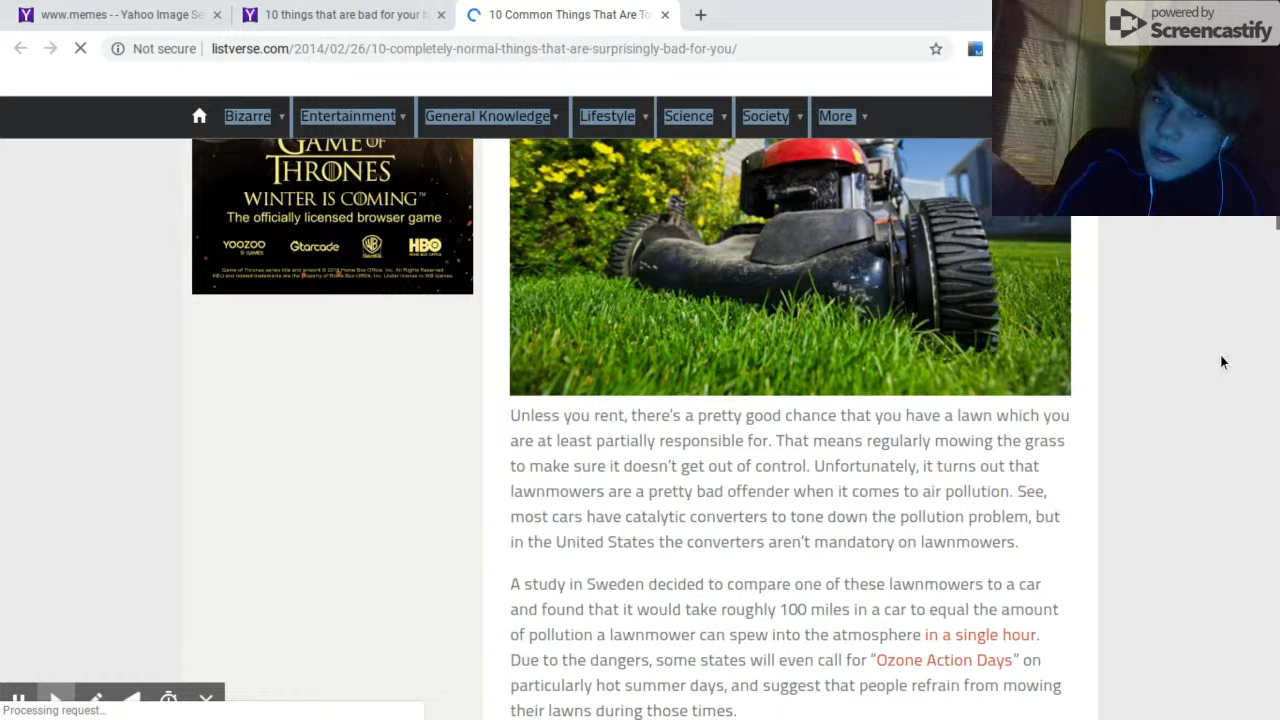 www.memes -- Yahoo Image Se
10 things that are bad for your h
10 Common Things That Are To
powered by
Screencastify
Not secure
listverse.com/2014/02/26/10-completely-normal-things-that-are-surprisingly-bad-for-you/
Bizarre
Entertainment
General Knowledge
Lifestyle
Science
Society
More
GAME OF
THRONES
WINTER IS COMING™
The officially licensed browser game
YOOZOO
GAMES
Gtarcade
WB
HBO
Unless you rent, there's a pretty good chance that you have a lawn which you
are at least partially responsible for. That means regularly mowing the grass
to make sure it doesn't get out of control. Unfortunately, it turns out that
lawnmowers are a pretty bad offender when it comes to air pollution. See,
most cars have catalytic converters to tone down the pollution problem, but
in the United States the converters aren't mandatory on lawnmowers.
A study in Sweden decided to compare one of these lawnmowers to a car
and found that it would take roughly 100 miles in a car to equal the amount
of pollution a lawnmower can spew into the atmosphere in a single hour.
Due to the dangers, some states will even call for “Ozone Action Days” on
particularly hot summer days, and suggest that people refrain from mowing
their lawns during those times.
Processing request...